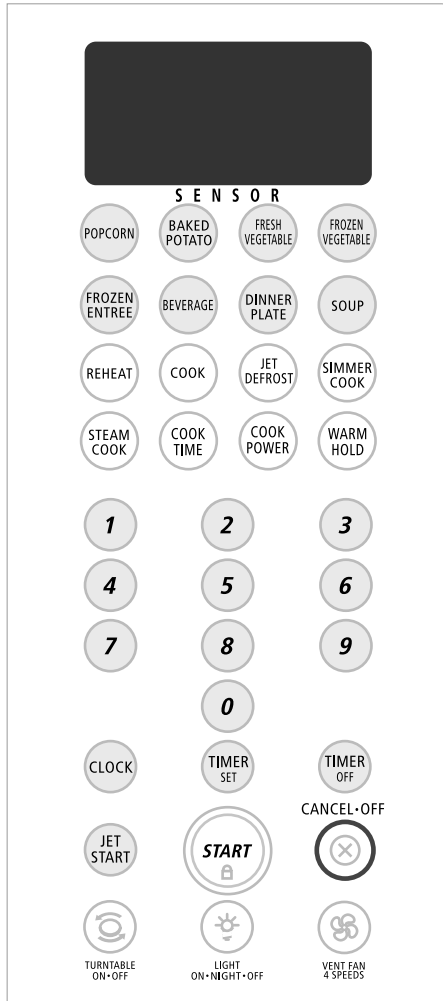 SENSOR
POPCORN
BAKED
POTATO
FRESH
VEGETABLE
FROZEN
VEGETABLE
FROZEN
ENTREE
BEVERAGE
DINNER
PLATE
SOUP
REHEAT
COOK
JET
DEFROST
SIMMER
COOK
STEAM
COOK
COOK
TIME
COOK
POWER
WARM
HOLD
1
2
3
4
5
6
7
8
9
0
CLOCK
TIMER
SET
TIMER
OFF
CANCEL•OFF
JET
START
START
TURNTABLE
ON•OFF
LIGHT
ON•NIGHT•OFF
VENT FAN
4 SPEEDS